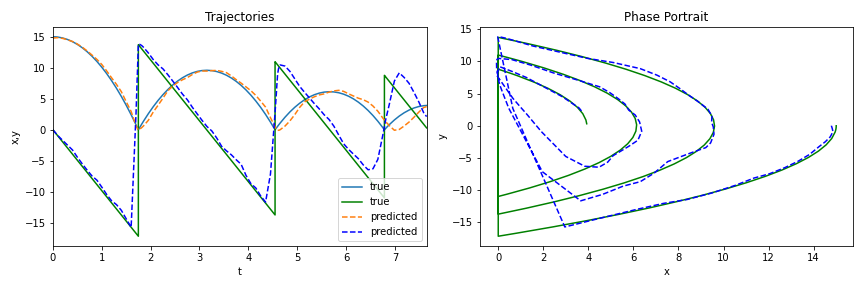 Trajectories
x,y
15
10
5
0
−5
−10
−15
0 1 2 3 4 5 6 7
t
true
true
predicted
predicted
Phase Portrait
y
15
10
5
0
−5
−10
−15
0 2 4 6 8 10 12 14
x